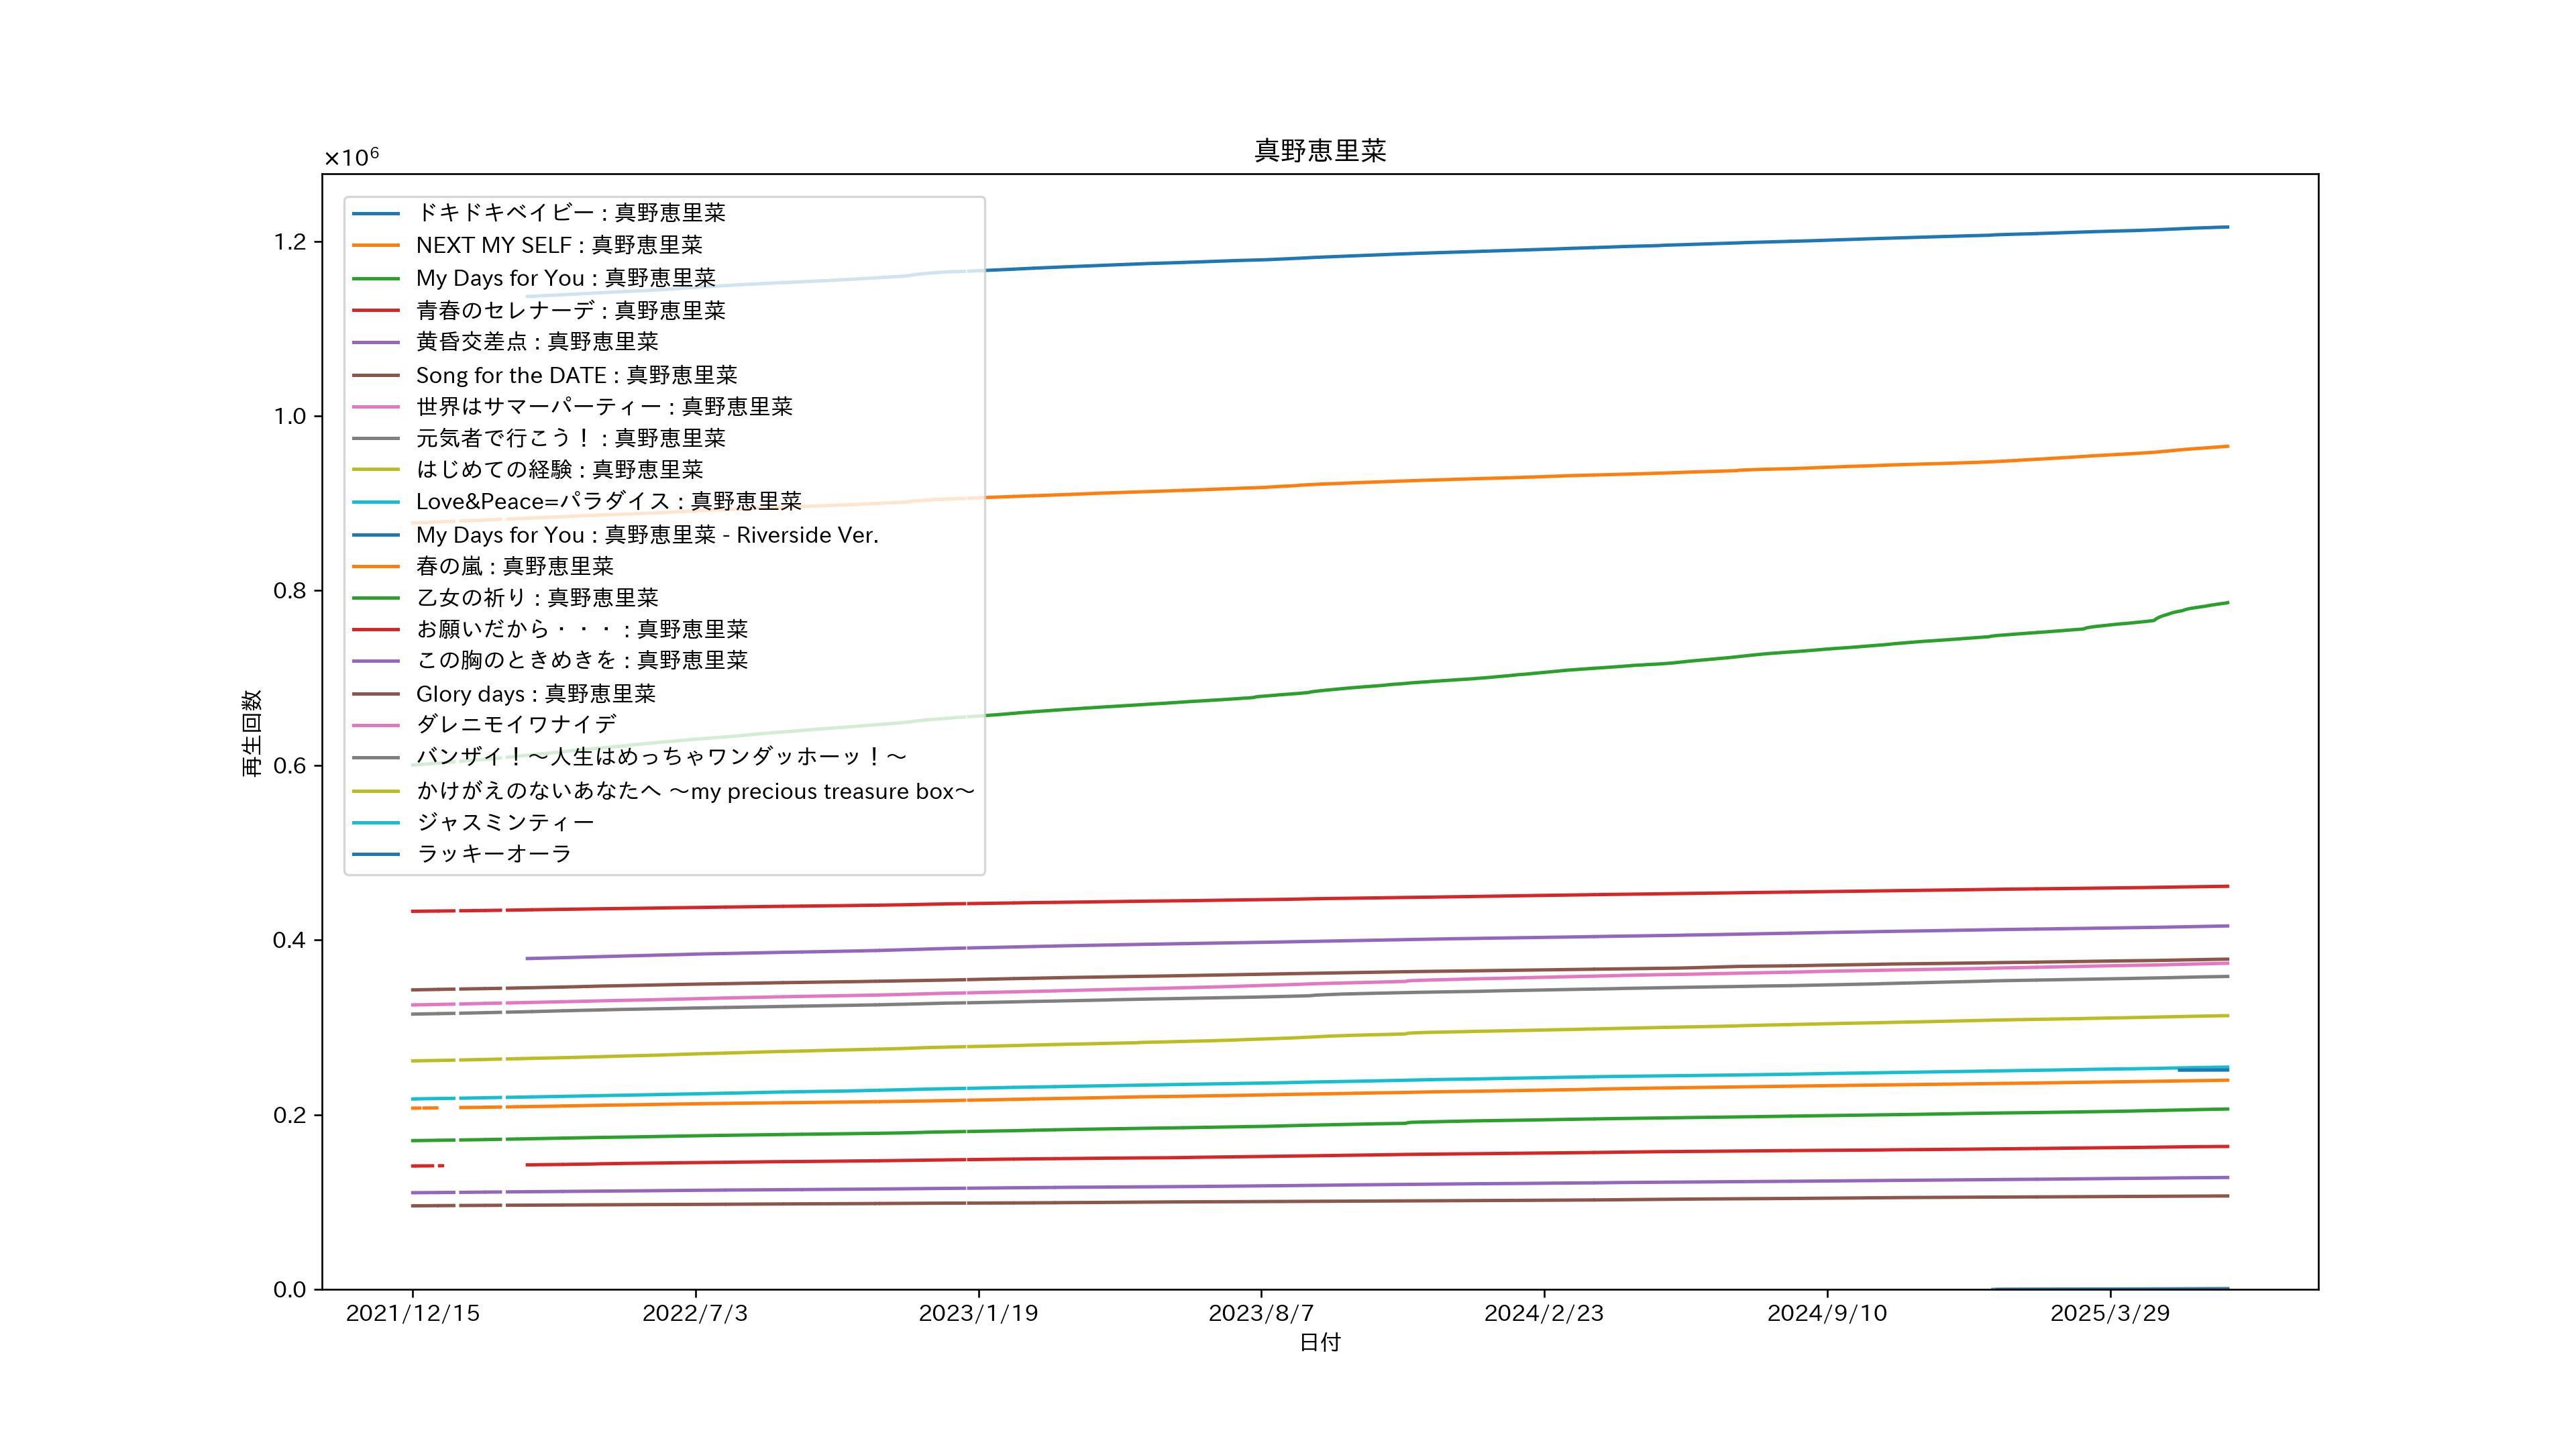 真野恵里菜
×10⁶
ドキドキベイビー : 真野恵里菜
NEXT MY SELF : 真野恵里菜
My Days for You : 真野恵里菜
青春のセレナーデ : 真野恵里菜
黄昏交差点 : 真野恵里菜
Song for the DATE : 真野恵里菜
世界はサマーパーティー : 真野恵里菜
元気者で行こう！ : 真野恵里菜
はじめての経験 : 真野恵里菜
Love&Peace=パラダイス : 真野恵里菜
My Days for You : 真野恵里菜 - Riverside Ver.
春の嵐 : 真野恵里菜
乙女の祈り : 真野恵里菜
お願いだから・・・ : 真野恵里菜
この胸のときめきを : 真野恵里菜
Glory days : 真野恵里菜
ダレニモイワナイデ
バンザイ！～人生はめっちゃワンダッホーッ！～
かけがえのないあなたへ ～my precious treasure box～
ジャスミンティー
ラッキーオーラ
1.2
1.0
0.8
0.6
0.4
0.2
0.0
再生回数
2021/12/15
2022/7/3
2023/1/19
2023/8/7
2024/2/23
2024/9/10
2025/3/29
日付